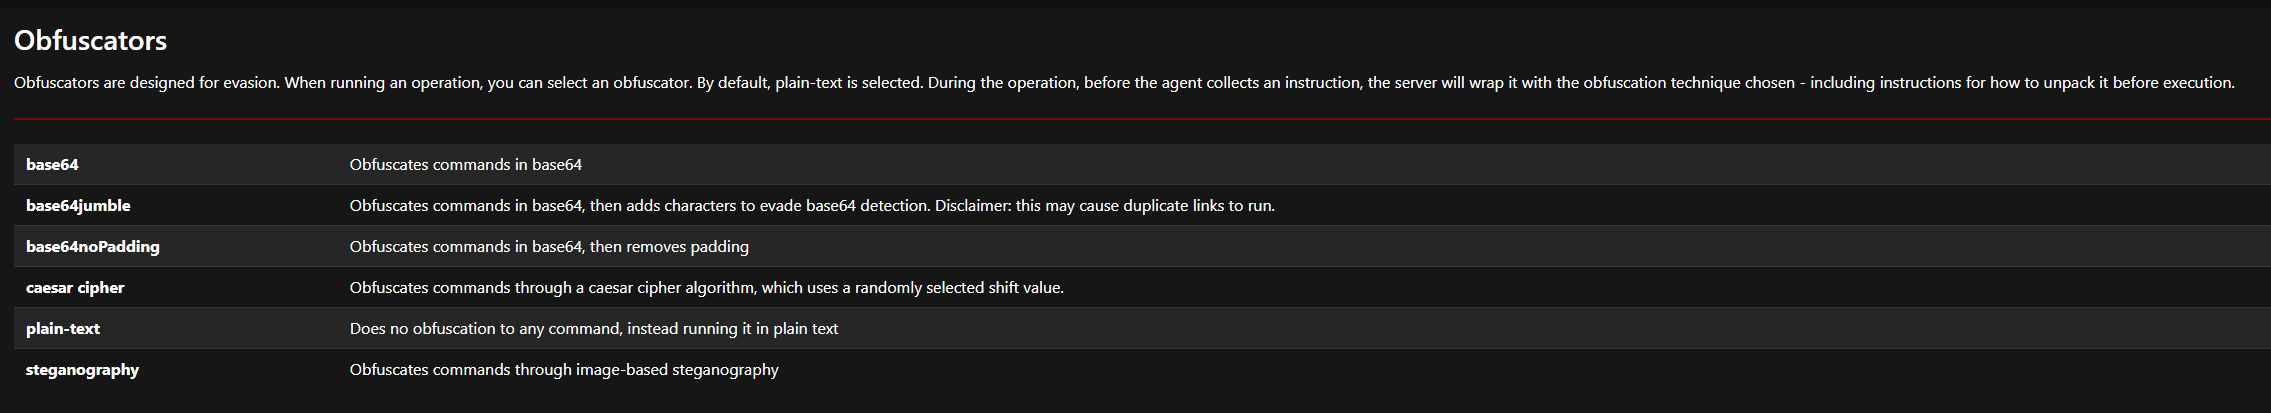 Obfuscators
Obfuscators are designed for evasion. When running an operation, you can select an obfuscator. By default, plain-text is selected. During the operation, before the agent collects an instruction, the server will wrap it with the obfuscation technique chosen - including instructions for how to unpack it before execution.
base64 Obfuscates commands in base64
base64jumble Obfuscates commands in base64, then adds characters to evade base64 detection. Disclaimer: this may cause duplicate links to run.
base64noPadding Obfuscates commands in base64, then removes padding
caesar cipher Obfuscates commands through a caesar cipher algorithm, which uses a randomly selected shift value.
plain-text Does no obfuscation to any command, instead running it in plain text
steganography Obfuscates commands through image-based steganography